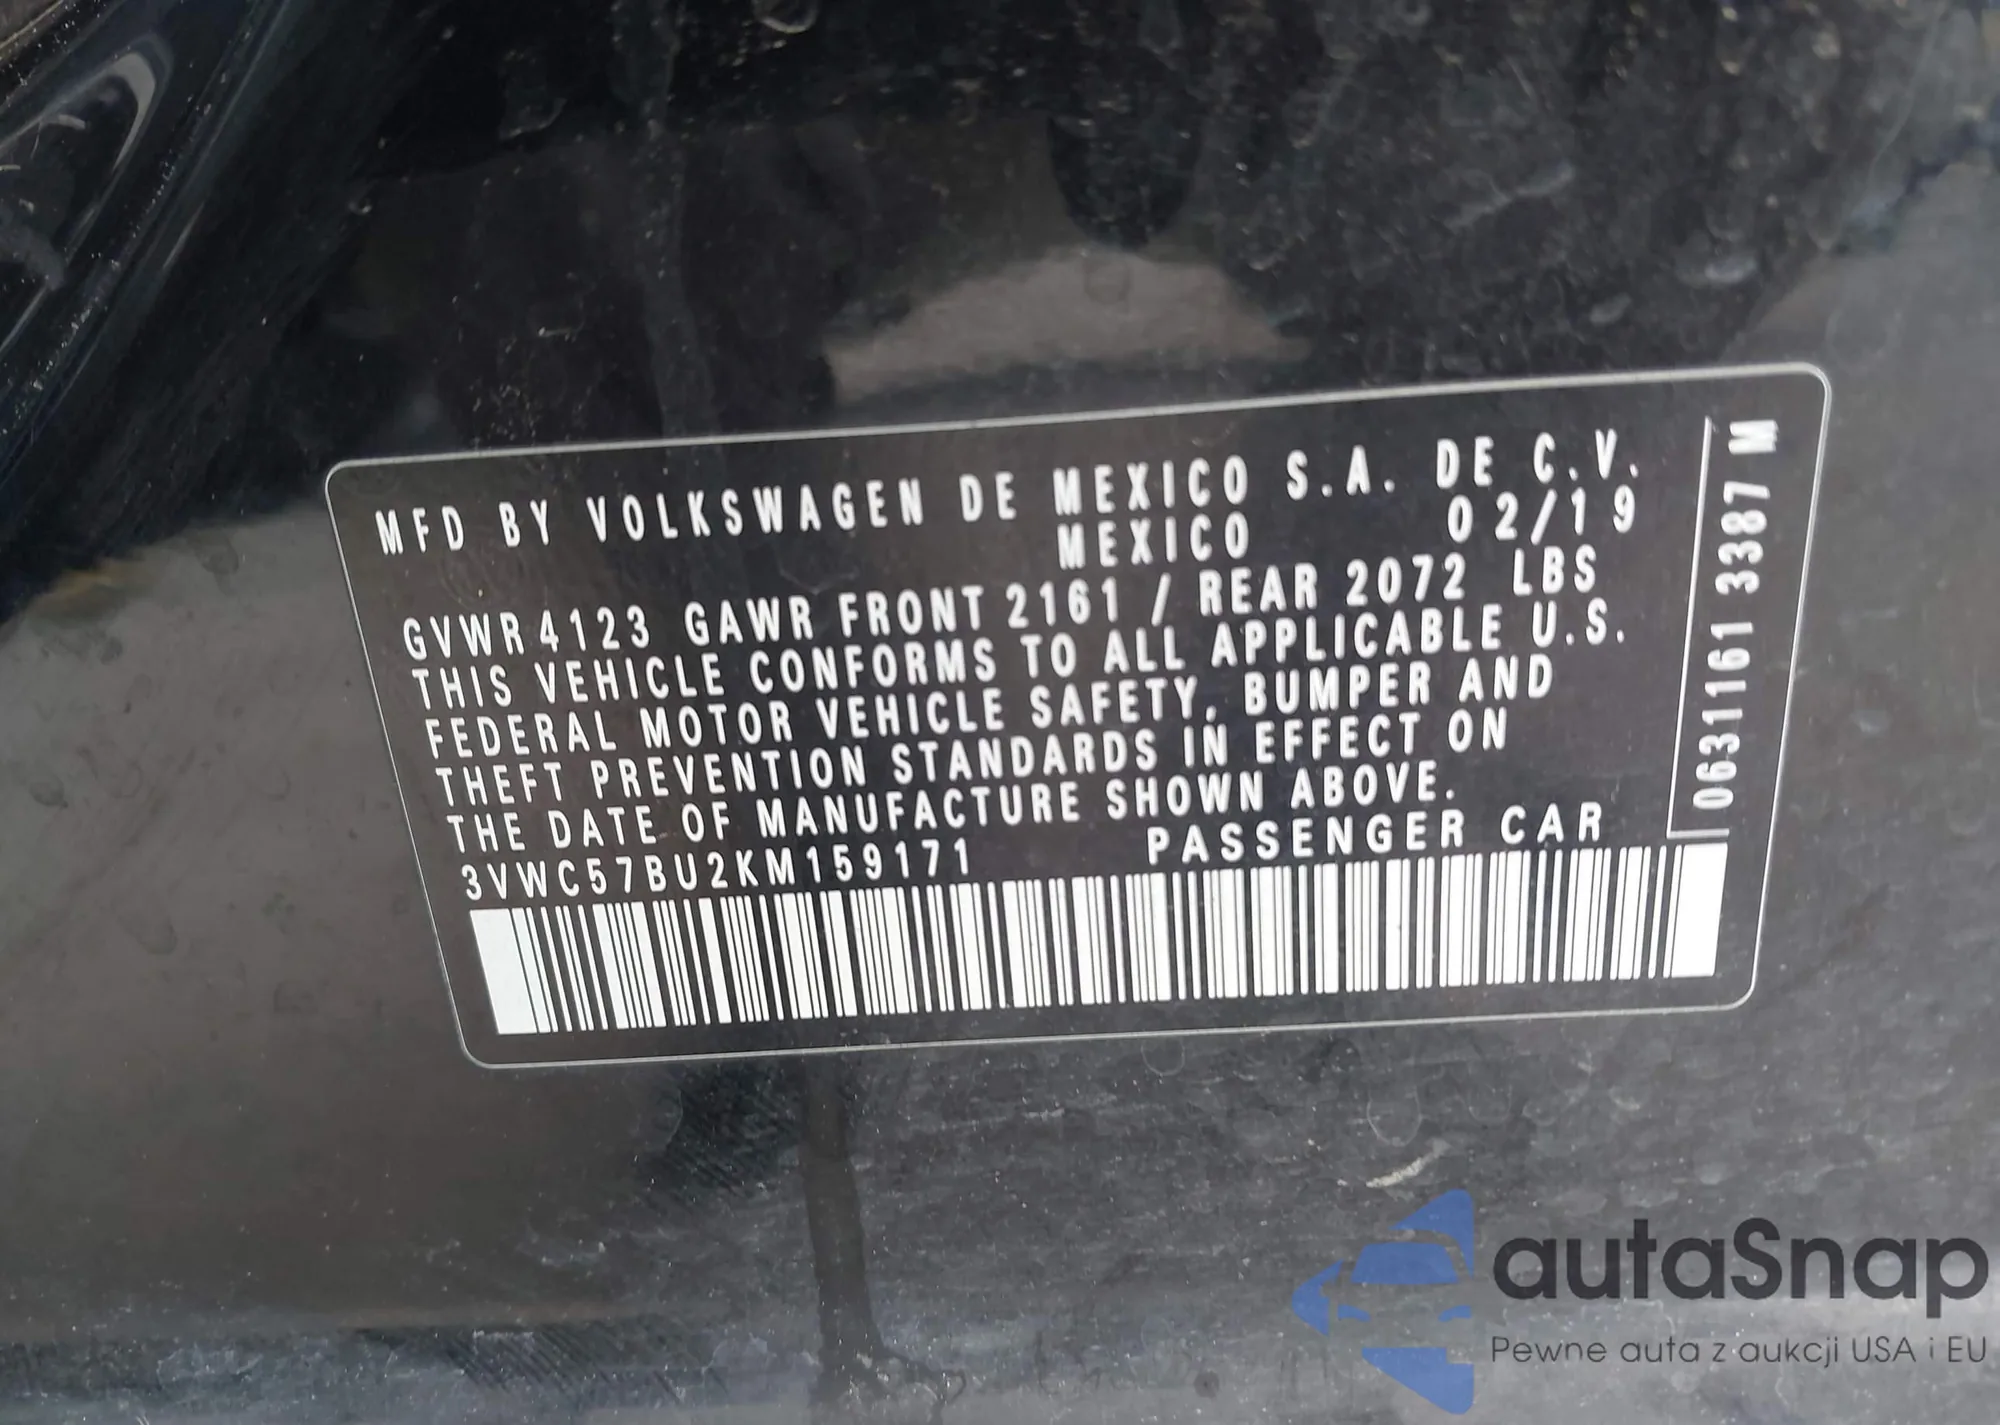 MFD BY VOLKSWAGEN DE MEXICO S.A. DE C.V.
MEXICO 02/19
GVWR 4123 GAWR FRONT 2161 / REAR 2072 LBS
THIS VEHICLE CONFORMS TO ALL APPLICABLE U.S.
FEDERAL MOTOR VEHICLE SAFETY, BUMPER AND
THEFT PREVENTION STANDARDS IN EFFECT ON
THE DATE OF MANUFACTURE SHOWN ABOVE.
3VWC57BU2KM159171 PASSENGER CAR
0631161 3387 M
autaSnap
Pewne auta z aukcji USA i EU